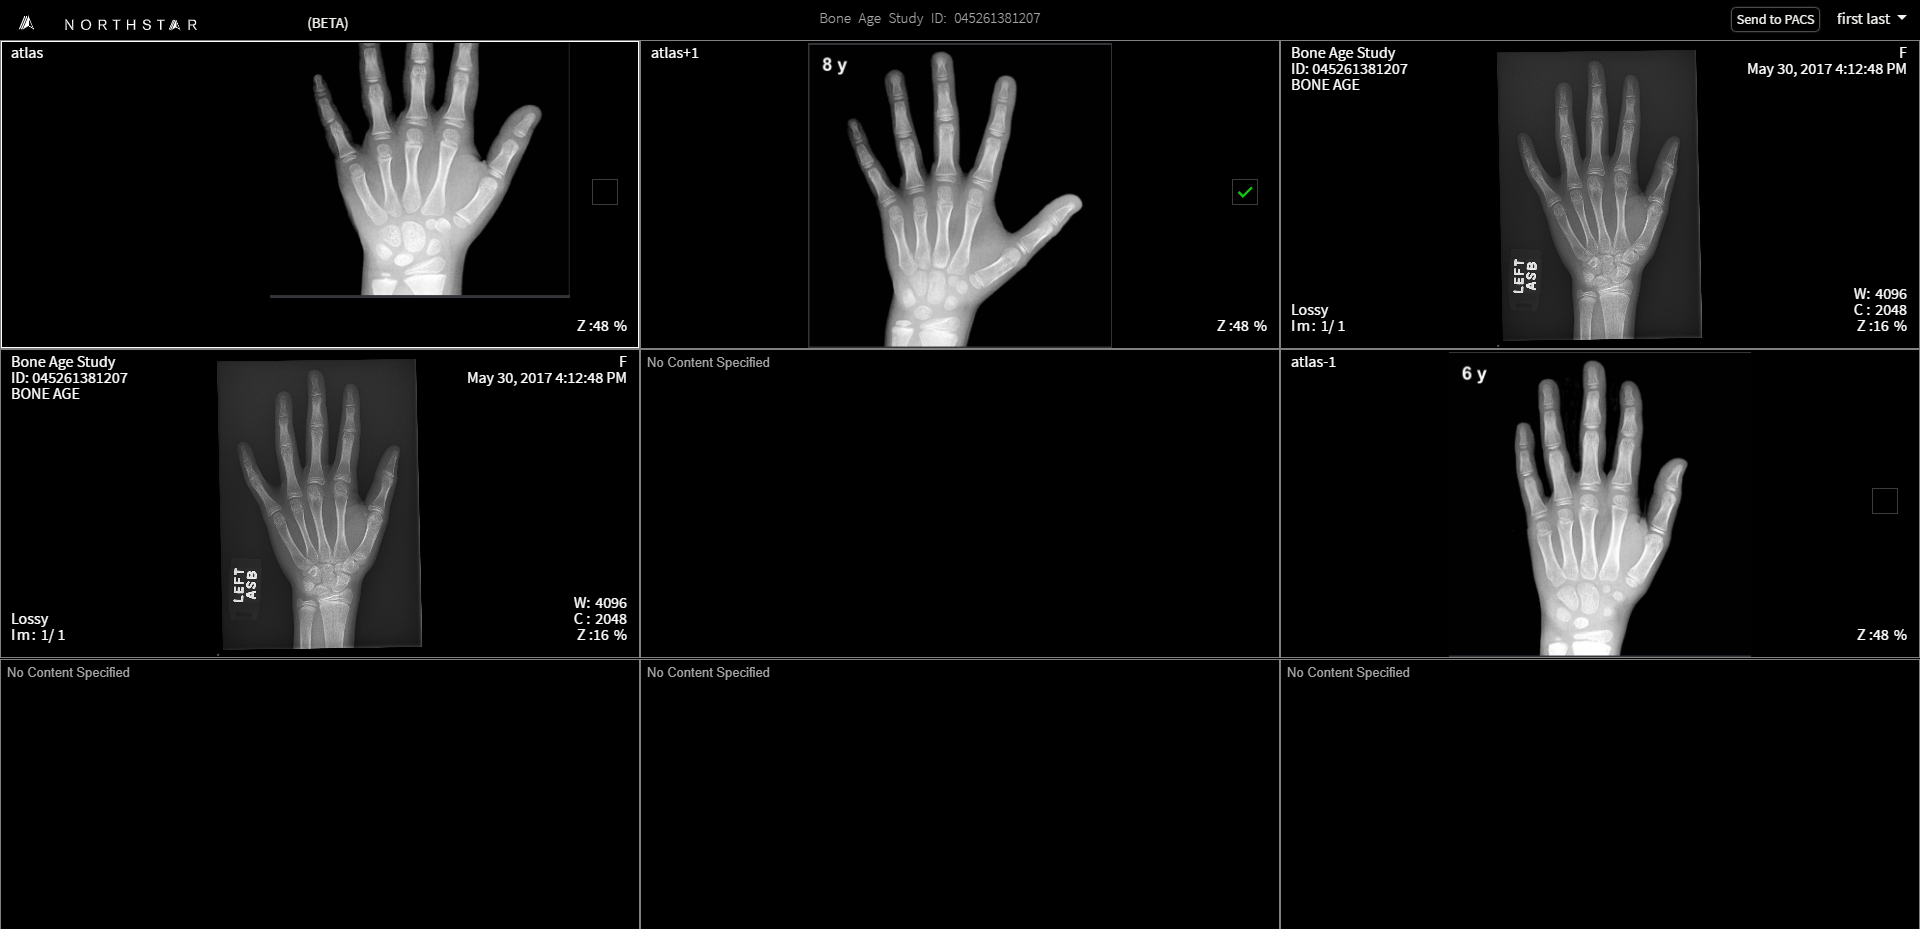 NORTHSTAR (BETA) Bone Age Study ID: 045261381207 Send to PACS first last
atlas
Z :48 %
atlas+1
8 y
Z :48 %
Bone Age Study F
ID: 045261381207 May 30, 2017 4:12:48 PM
BONE AGE
LEFT
ASB
W: 4096
Lossy C : 2048
Im: 1/ 1 Z :16 %
Bone Age Study F
ID: 045261381207 May 30, 2017 4:12:48 PM
BONE AGE
LEFT
ASB
W: 4096
Lossy C : 2048
Im: 1/ 1 Z :16 %
No Content Specified
atlas-1
6 y
Z :48 %
No Content Specified
No Content Specified
No Content Specified